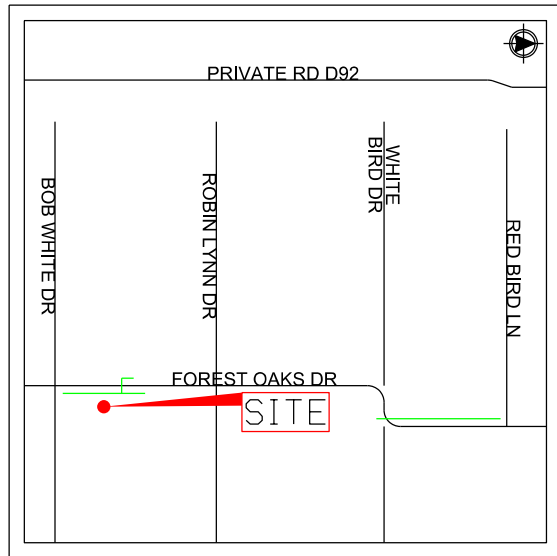 PRIVATE RD D92
BOB WHITE DR
ROBIN LYNN DR
WHITE
BIRD DR
RED BIRD LN
FOREST OAKS DR
SITE